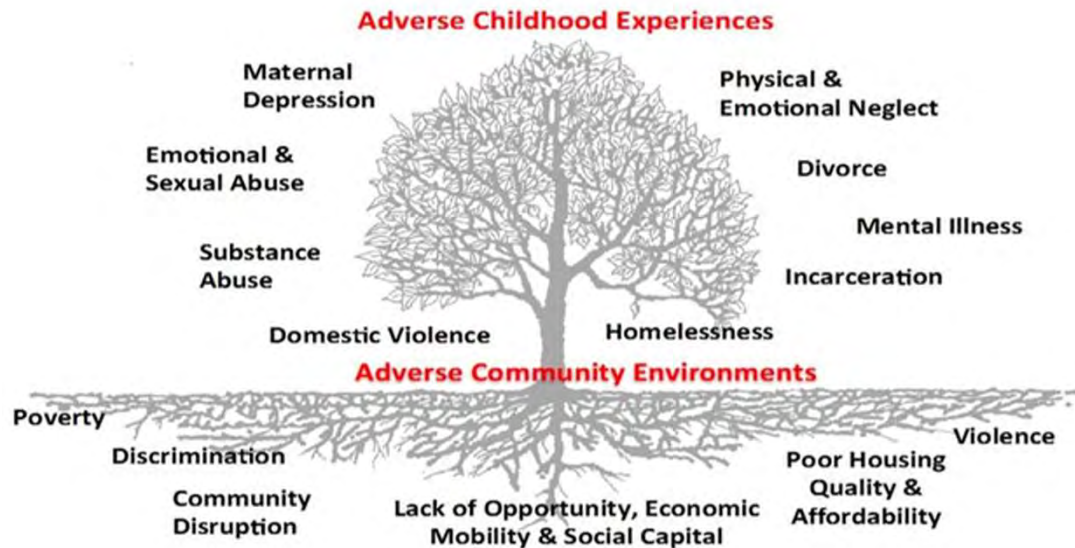 Adverse Childhood Experiences
Maternal
Depression
Physical &
Emotional Neglect
Emotional &
Sexual Abuse
Divorce
Mental Illness
Substance
Abuse
Incarceration
Domestic Violence
Homelessness
Adverse Community Environments
Poverty
Violence
Discrimination
Poor Housing
Quality &
Affordability
Community
Disruption
Lack of Opportunity, Economic
Mobility & Social Capital